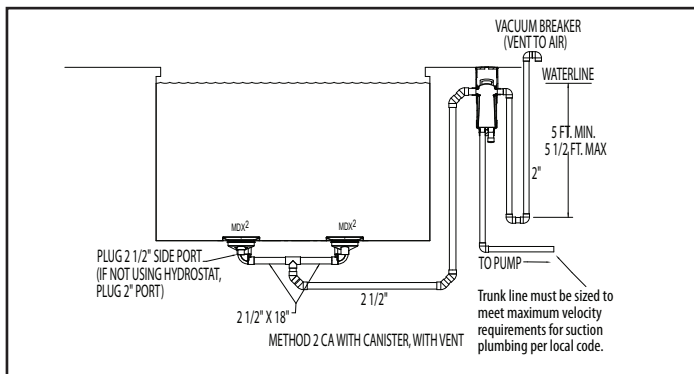 VACUUM BREAKER
(VENT TO AIR)
WATERLINE
5 FT. MIN.
5 1/2 FT. MAX
2"
MDX2
MDX2
PLUG 2 1/2" SIDE PORT
(IF NOT USING HYDROSTAT,
PLUG 2" PORT)
TO PUMP
2 1/2"
2 1/2" X 18"
Trunk line must be sized to
meet maximum velocity
requirements for suction
plumbing per local code.
METHOD 2 CA WITH CANISTER, WITH VENT